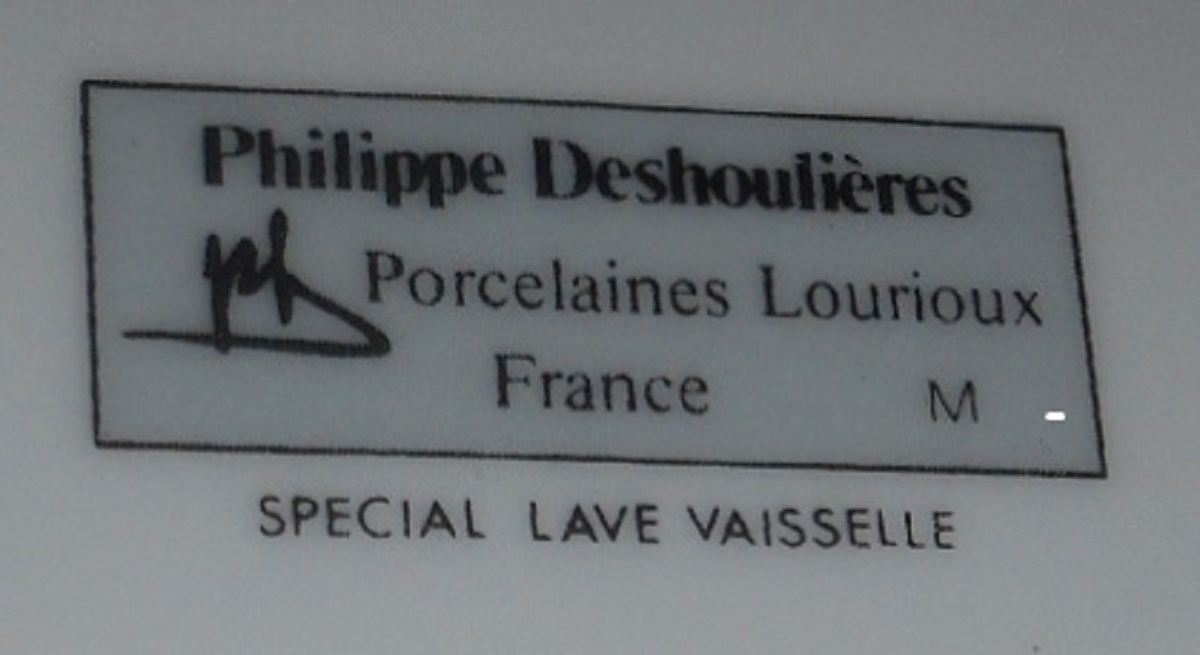 Philippe Deshoulières
Porcelaines Lourioux
France M
SPECIAL LAVE VAISSELLE